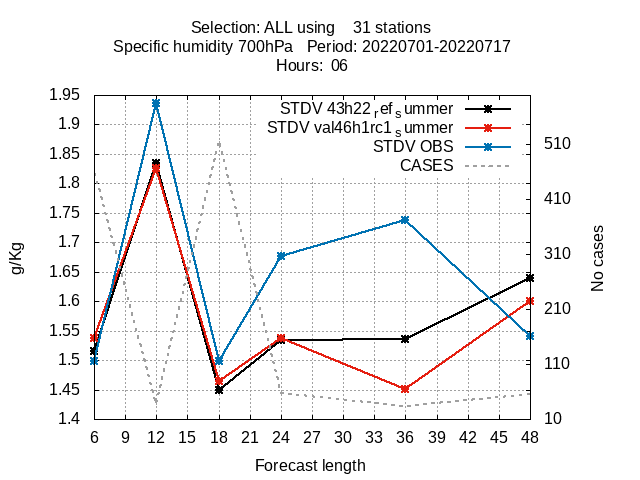 Selection: ALL using    31 stations
Specific humidity 700hPa   Period: 20220701-20220717
Hours:  06
STDV 43h22 refsummer
STDV val46h1rc1summer
STDV OBS
CASES
g/Kg
1.95
1.9
1.85
1.8
1.75
1.7
1.65
1.6
1.55
1.5
1.45
1.4
No cases
510
410
310
210
110
10
6 9 12 15 18 21 24 27 30 33 36 39 42 45 48
Forecast length